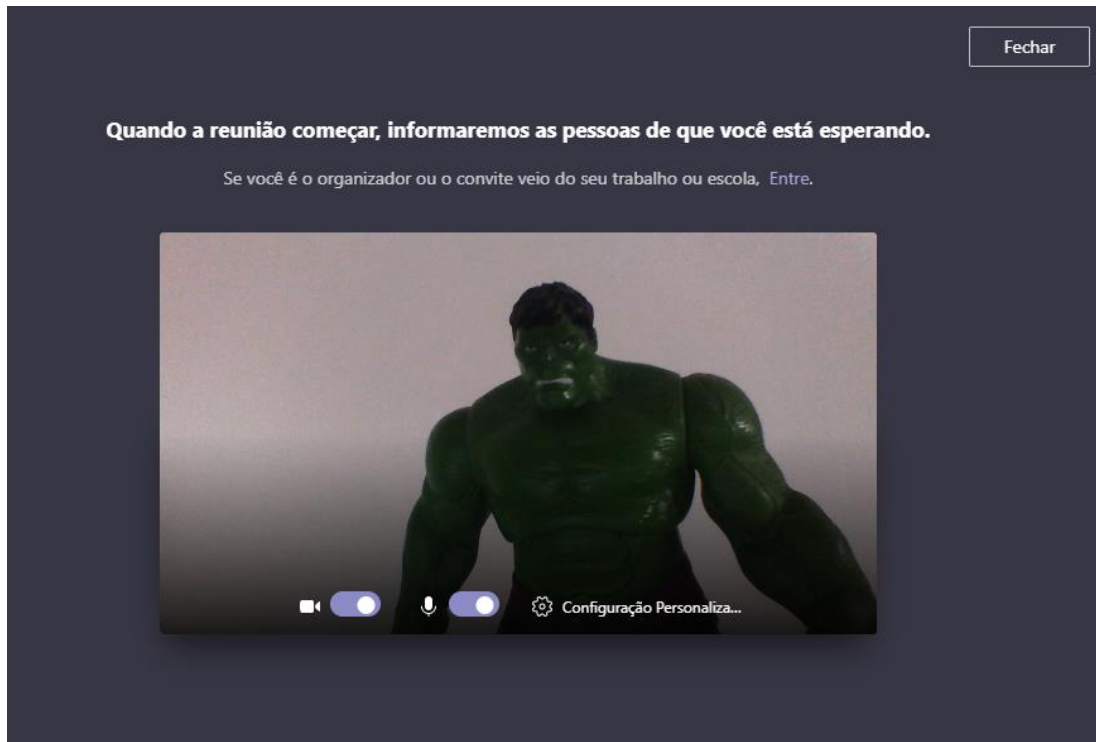 Fechar
Quando a reunião começar, informaremos as pessoas de que você está esperando.
Se você é o organizador ou o convite veio do seu trabalho ou escola, Entre.
Configuração Personaliza...